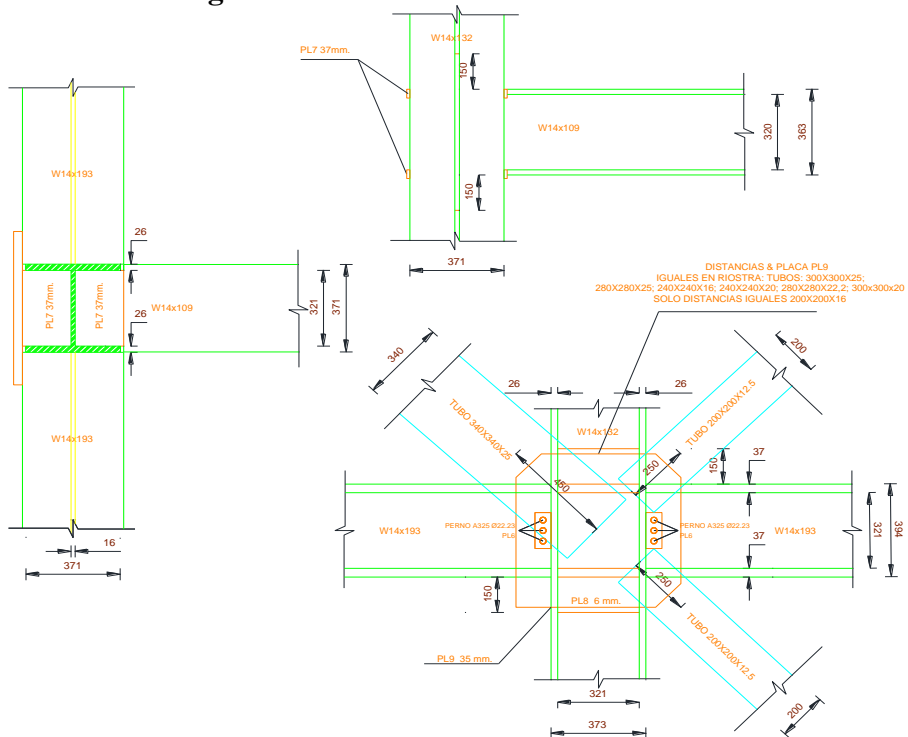 W14x193
26
PL7 37mm.
PL7 37mm.
W14x109
26
321
371
W14x193
16
371
PL7 37mm.
W14x132
150
W14x109
320
363
150
371
DISTANCIAS & PLACA PL9
IGUALES EN RIOSTRA; TUBOS: 300X300X25;
280X280X25; 240X240X16; 240X240X20; 280X280X22,2; 300x300x20
SOLO DISTANCIAS IGUALES 200X200X16
340
26
26
200
TUBO 340X340X25
W14x132
TUBO 200X200X12.5
450
250
150
37
W14x193
PERNO A325 Ø22.23
PL6
PERNO A325 Ø22.23
PL6
W14x193
321
394
37
150
250
PL8 6 mm.
TUBO 200X200X12.5
PL9 35 mm.
321
373
200